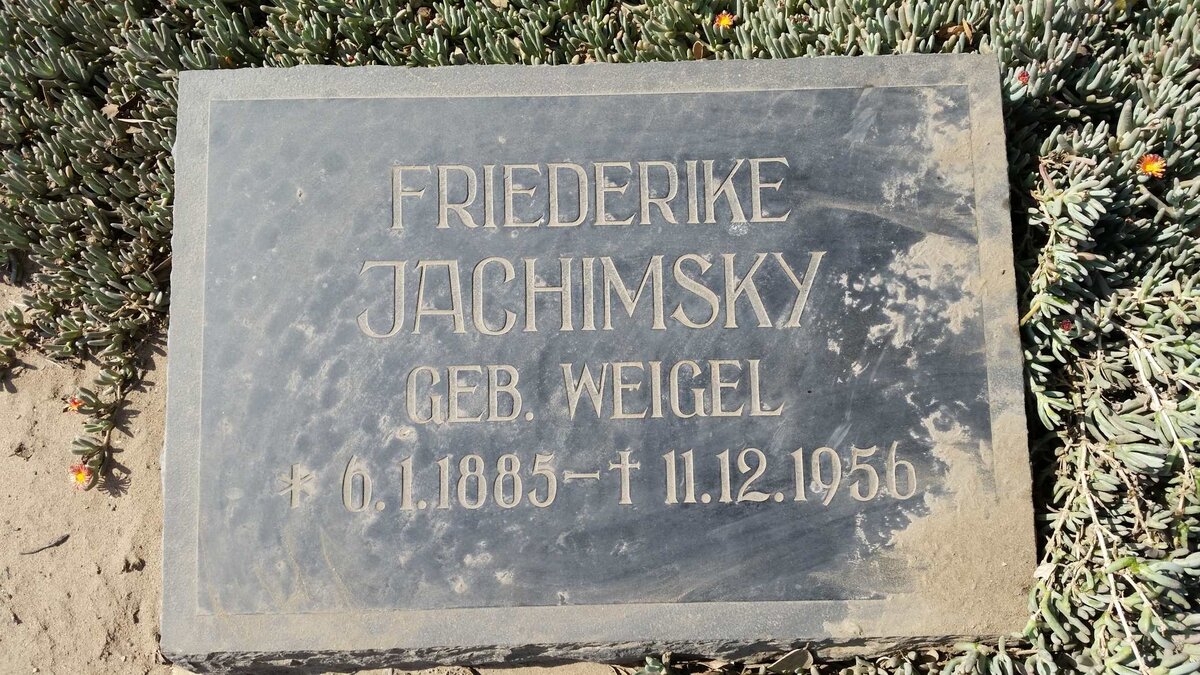 FRIEDERIKE
JACHIMSKY
GEB. WEIGEL
* 6.1.1885–† 11.12.1956